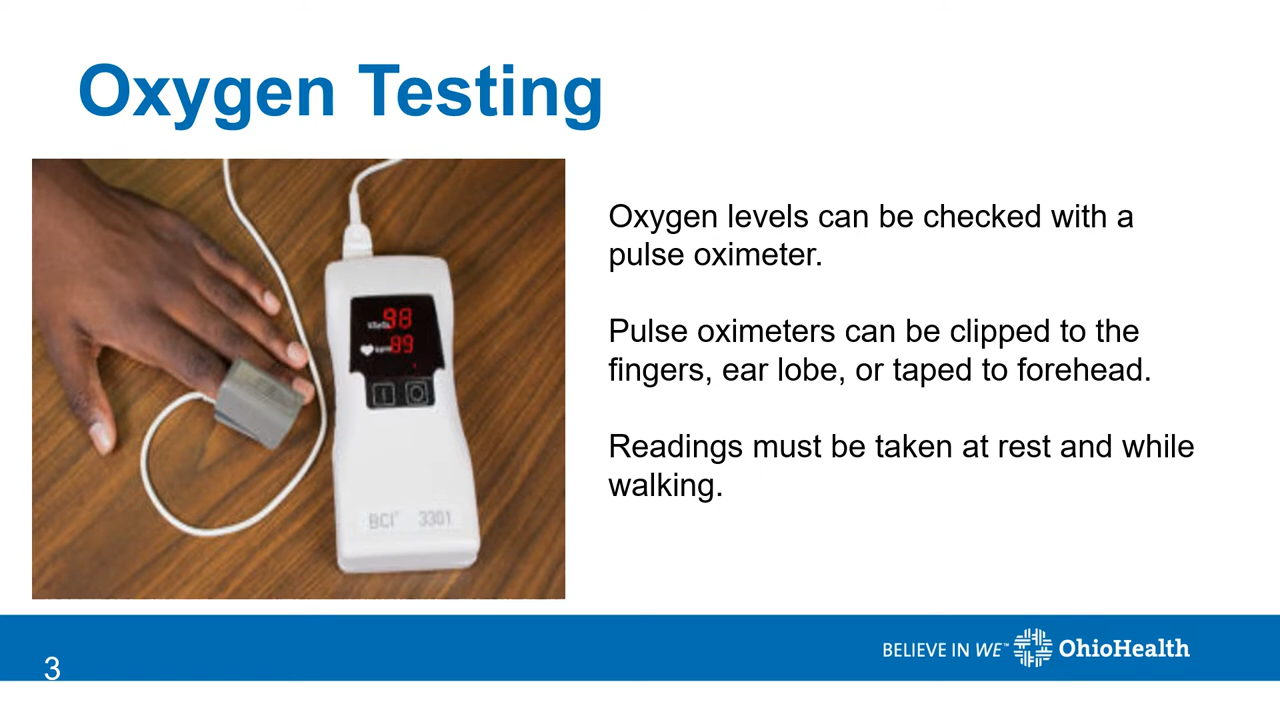 Oxygen Testing
98
%SpO₂
89
BCI® 3301
Oxygen levels can be checked with a
pulse oximeter.
Pulse oximeters can be clipped to the
fingers, ear lobe, or taped to forehead.
Readings must be taken at rest and while
walking.
3
BELIEVE IN WE™ OhioHealth